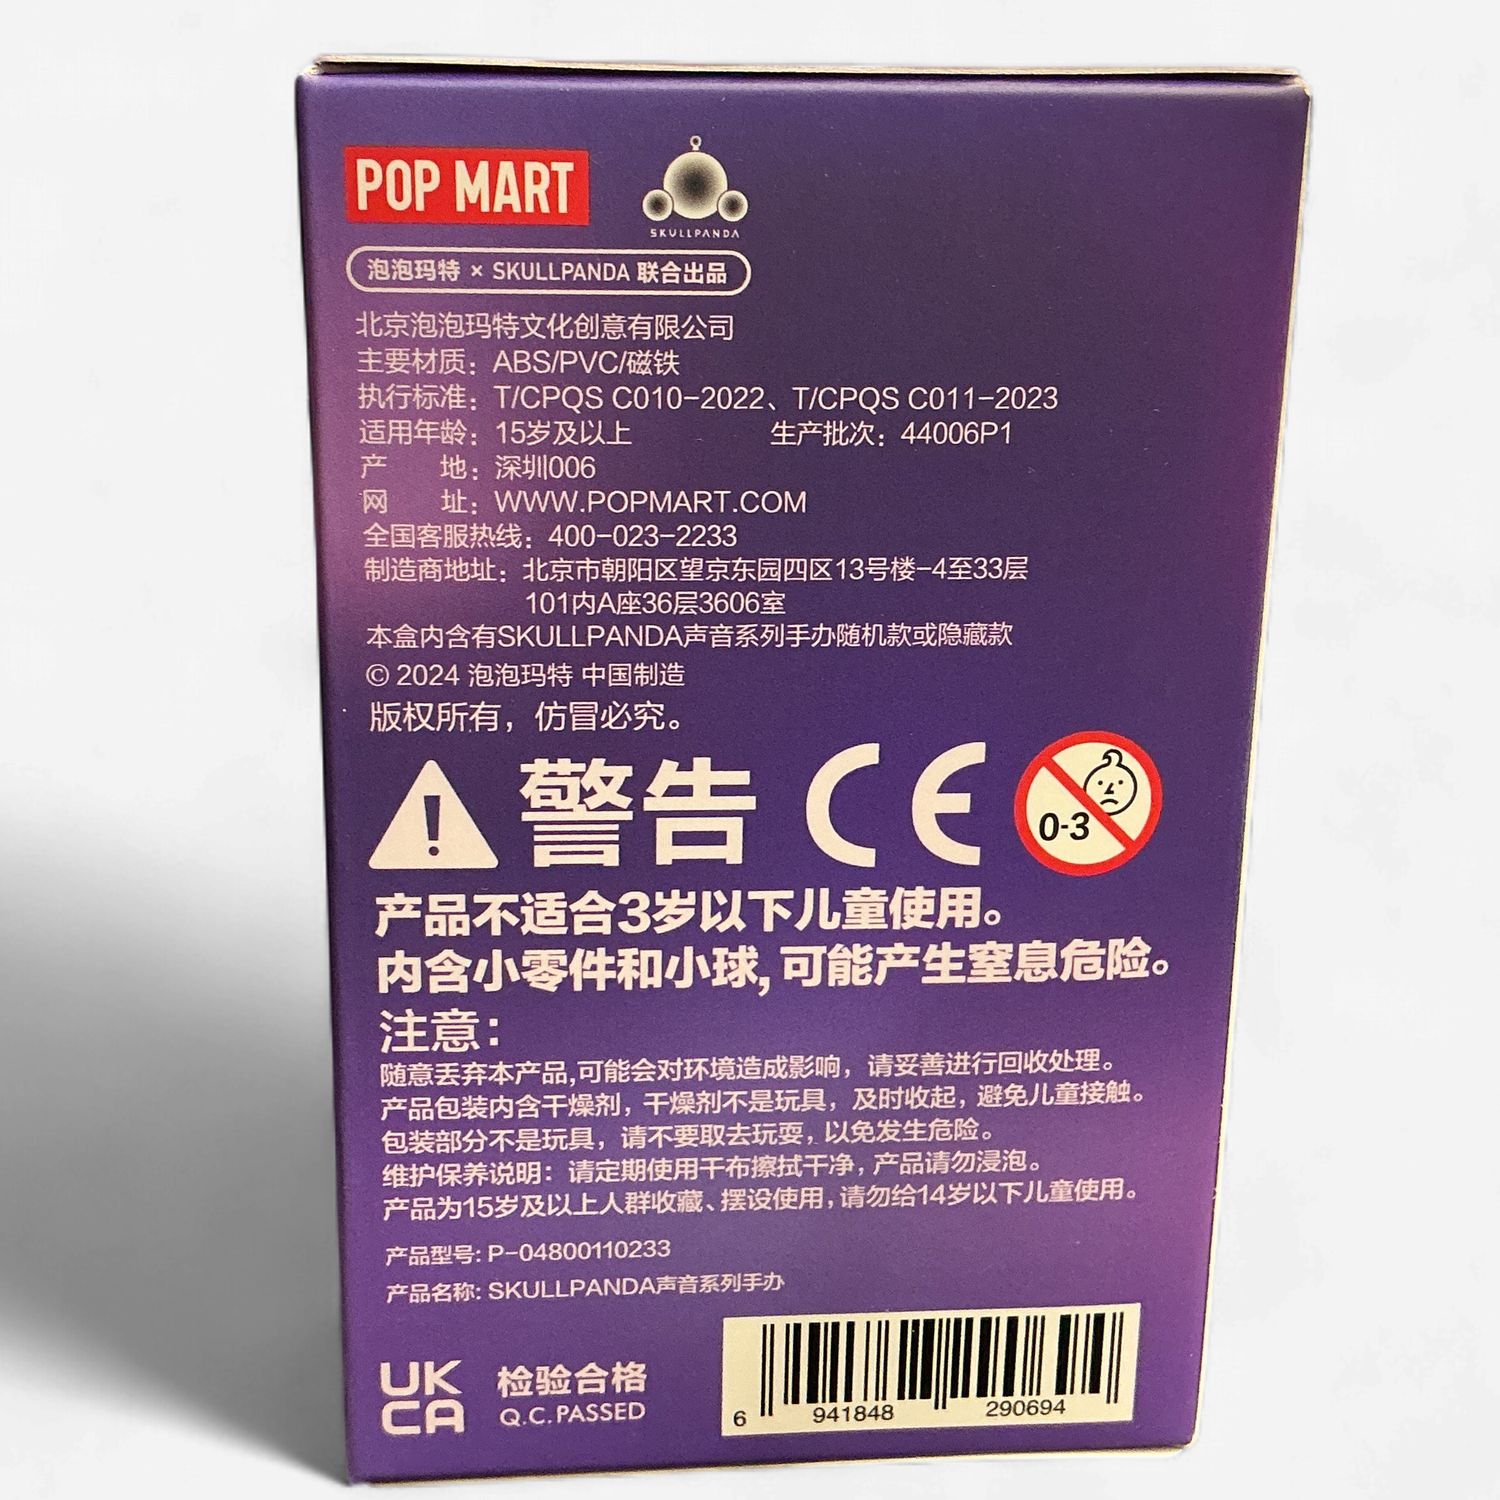 POP MART
SKULLPANDA
泡泡玛特 × SKULLPANDA 联合出品
北京泡泡玛特文化创意有限公司
主要材质：ABS/PVC/磁铁
执行标准：T/CPQS C010-2022、T/CPQS C011-2023
适用年龄：15岁及以上 生产批次：44006P1
产 地：深圳006
网 址：WWW.POPMART.COM
全国客服热线：400-023-2233
制造商地址：北京市朝阳区望京东园四区13号楼-4至33层
101内A座36层3606室
本盒内含有SKULLPANDA声音系列手办随机款或隐藏款
© 2024 泡泡玛特 中国制造
版权所有，仿冒必究。
警告 CE 0-3
产品不适合3岁以下儿童使用。
内含小零件和小球,可能产生窒息危险。
注意：
随意丢弃本产品,可能会对环境造成影响，请妥善进行回收处理。
产品包装内含干燥剂，干燥剂不是玩具，及时收起，避免儿童接触。
包装部分不是玩具，请不要取去玩耍，以免发生危险。
维护保养说明：请定期使用干布擦拭干净，产品请勿浸泡。
产品为15岁及以上人群收藏、摆设使用，请勿给14岁以下儿童使用。
产品型号: P-04800110233
产品名称: SKULLPANDA声音系列手办
UK
CA
检验合格
Q.C.PASSED
6 941848 290694